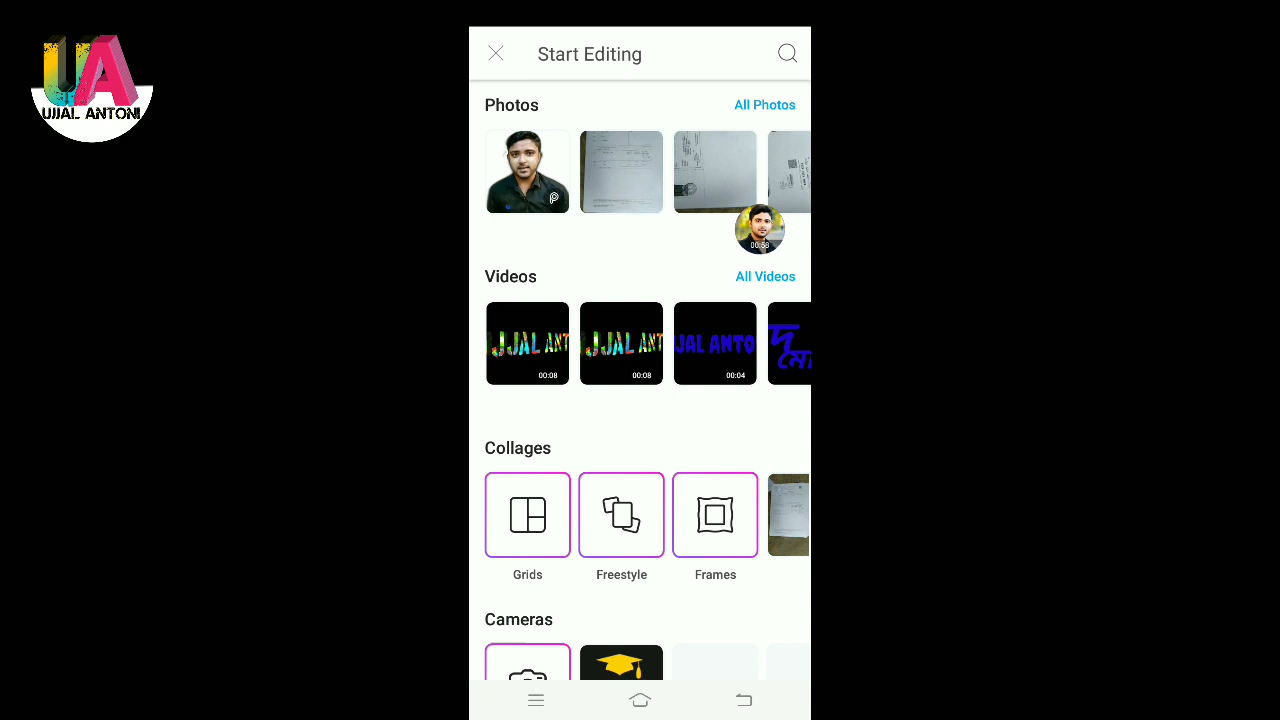 UA
UJJAL ANTONI
Start Editing
Photos
All Photos
00:58
Videos
All Videos
UJJAL ANT
00:08
UJJAL ANT
00:08
JJAL ANTO
00:04
Collages
Grids
Freestyle
Frames
Cameras